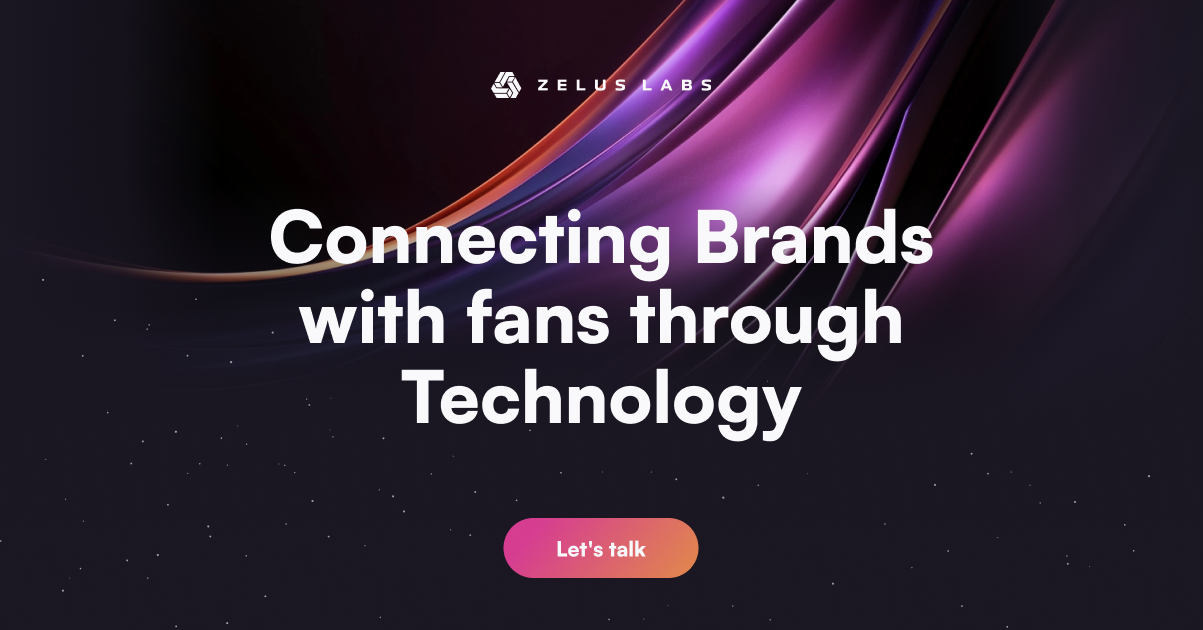 ZELUS LABS
Connecting Brands
with fans through
Technology
Let's talk